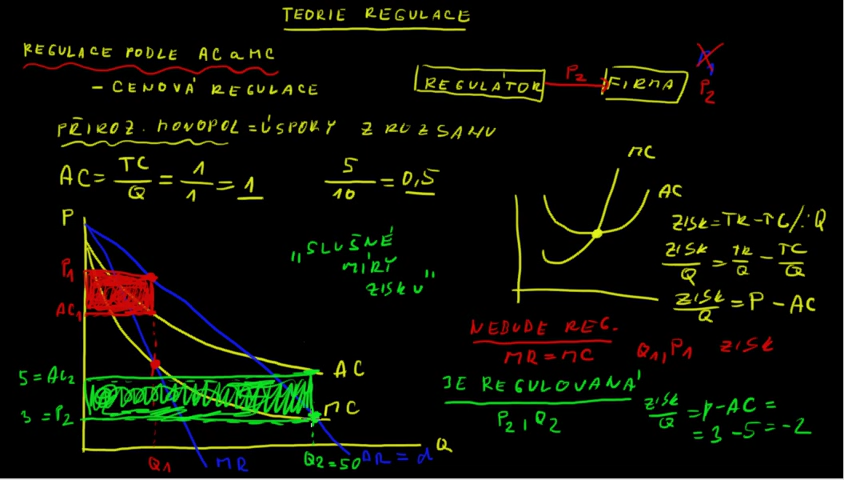 TEORIE REGULACE
REGULACE PODLE AC a MC
- CENOVÁ REGULACE
REGULÁTOR
P₂
FIRMA
P₁
P₂
PŘIROZ. MONOPOL = ÚSPORY Z ROZSAHU
AC = TC/Q = 1/1 = 1
5/10 = 0,5
MC
AC
ZISK = TR - TC /:Q
ZISK/Q = TR/Q - TC/Q
ZISK/Q = P - AC
"SLUŠNÉ
MÍRY
ZISKU"
P
P₁
AC₁
5 = AC₂
3 = P₂
AC
MC
Q₁
MR
Q₂ = 50
AR = d
Q
NEBUDE REG.
MR = MC
Q₁, P₁ ZISK
JE REGULOVANÁ
P₂, Q₂
ZISK/Q = P - AC =
= 3 - 5 = -2